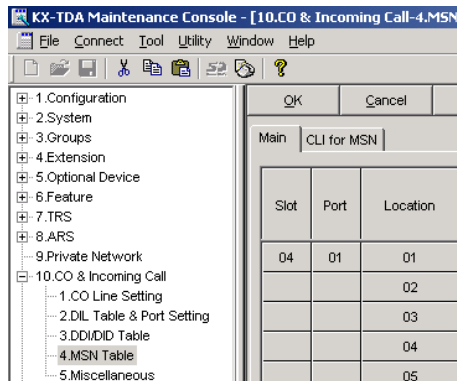 KX-TDA Maintenance Console - [10.CO & Incoming Call-4.MSN
File Connect Tool Utility Window Help
1.Configuration
2.System
3.Groups
4.Extension
5.Optional Device
6.Feature
7.TRS
8.ARS
9.Private Network
10.CO & Incoming Call
1.CO Line Setting
2.DIL Table & Port Setting
3.DDI/DID Table
4.MSN Table
5.Miscellaneous
OK Cancel
Main CLI for MSN
Slot Port Location
04 01 01
02
03
04
05